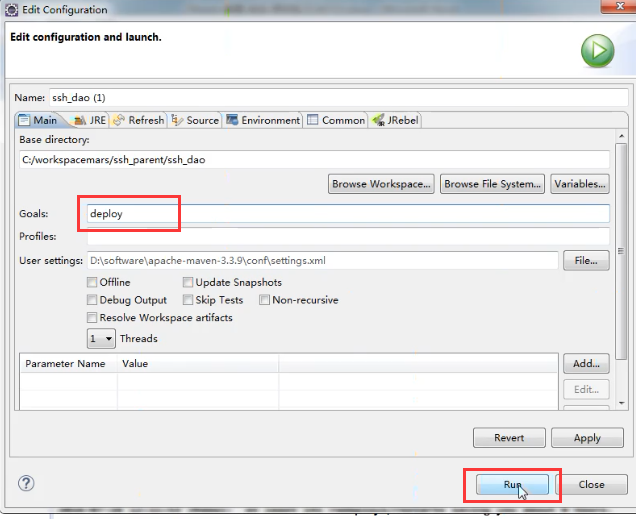 Edit Configuration
Edit configuration and launch.
Name: ssh_dao (1)
Main JRE Refresh Source Environment Common JRebel
Base directory:
C:/workspacemars/ssh_parent/ssh_dao
Browse Workspace... Browse File System... Variables...
Goals: deploy
Profiles:
User settings: D:\software\apache-maven-3.3.9\conf\settings.xml File...
Offline Update Snapshots
Debug Output Skip Tests Non-recursive
Resolve Workspace artifacts
1 Threads
Parameter Name Value Add...
Edit...
Revert Apply
Run Close